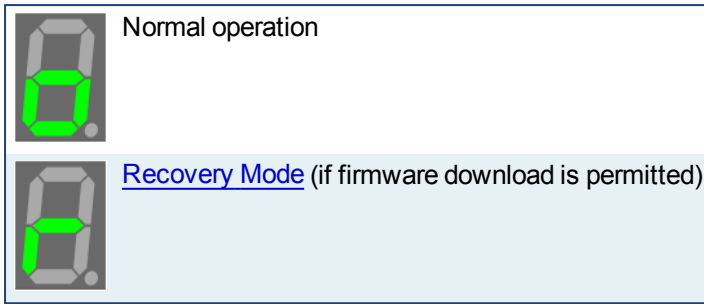 Normal operation
Recovery Mode (if firmware download is permitted)